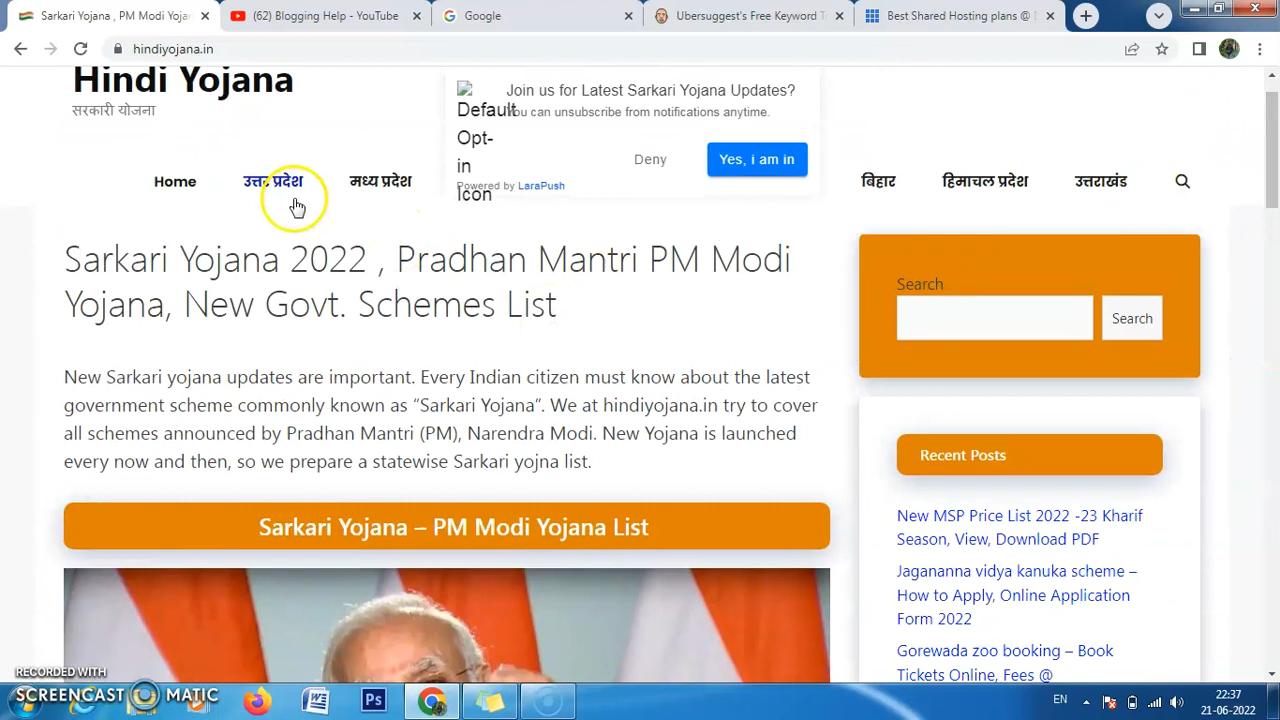 Sarkari Yojana , PM Modi Yojan
(62) Blogging Help - YouTube
Google
Ubersuggest's Free Keyword T
Best Shared Hosting plans @
hindiyojana.in
Hindi Yojana
सरकारी योजना
Default
Opt-
in
Icon
Join us for Latest Sarkari Yojana Updates?
You can unsubscribe from notifications anytime.
Deny
Yes, i am in
Powered by LaraPush
Home उत्तर प्रदेश मध्य प्रदेश बिहार हिमाचल प्रदेश उत्तराखंड
Sarkari Yojana 2022 , Pradhan Mantri PM Modi
Yojana, New Govt. Schemes List
New Sarkari yojana updates are important. Every Indian citizen must know about the latest
government scheme commonly known as “Sarkari Yojana”. We at hindiyojana.in try to cover
all schemes announced by Pradhan Mantri (PM), Narendra Modi. New Yojana is launched
every now and then, so we prepare a statewise Sarkari yojna list.
Sarkari Yojana – PM Modi Yojana List
Search
Search
Recent Posts
New MSP Price List 2022 -23 Kharif
Season, View, Download PDF
Jagananna vidya kanuka scheme –
How to Apply, Online Application
Form 2022
Gorewada zoo booking – Book
Tickets Online, Fees @
RECORDED WITH
SCREENCAST MATIC
W
Ps
EN
22:37
21-06-2022